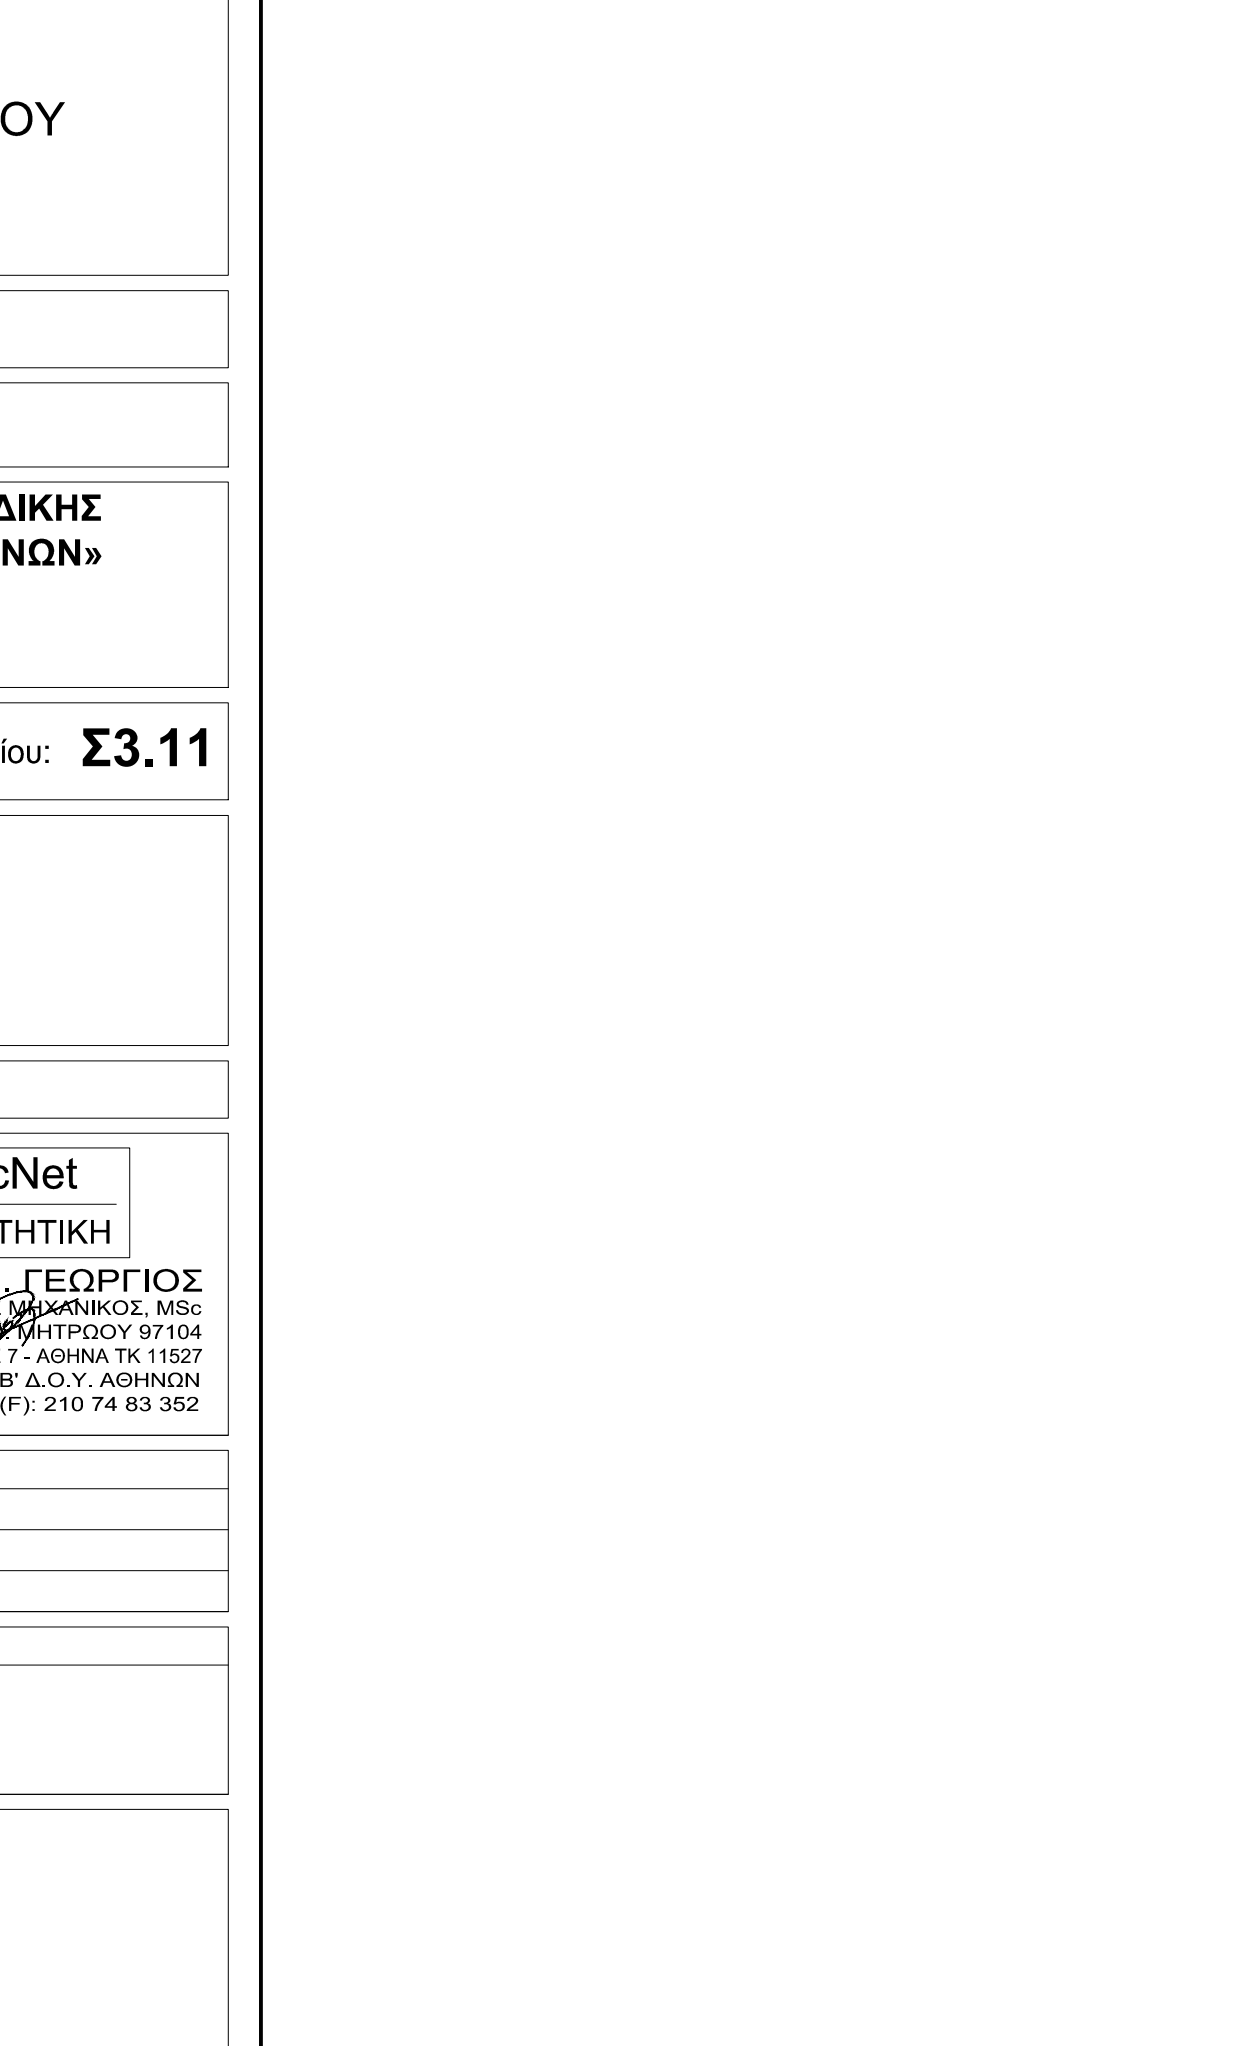 ΟΥ
ΔΙΚΗΣ
ΝΩΝ»
ίου: Σ3.11
cNet
ΤΗΤΙΚΗ
. ΓΕΩΡΓΙΟΣ
. ΜΗΧΑΝΙΚΟΣ, MSc
. ΜΗΤΡΩΟΥ 97104
7 - ΑΘΗΝΑ ΤΚ 11527
Β' Δ.Ο.Υ. ΑΘΗΝΩΝ
(F): 210 74 83 352